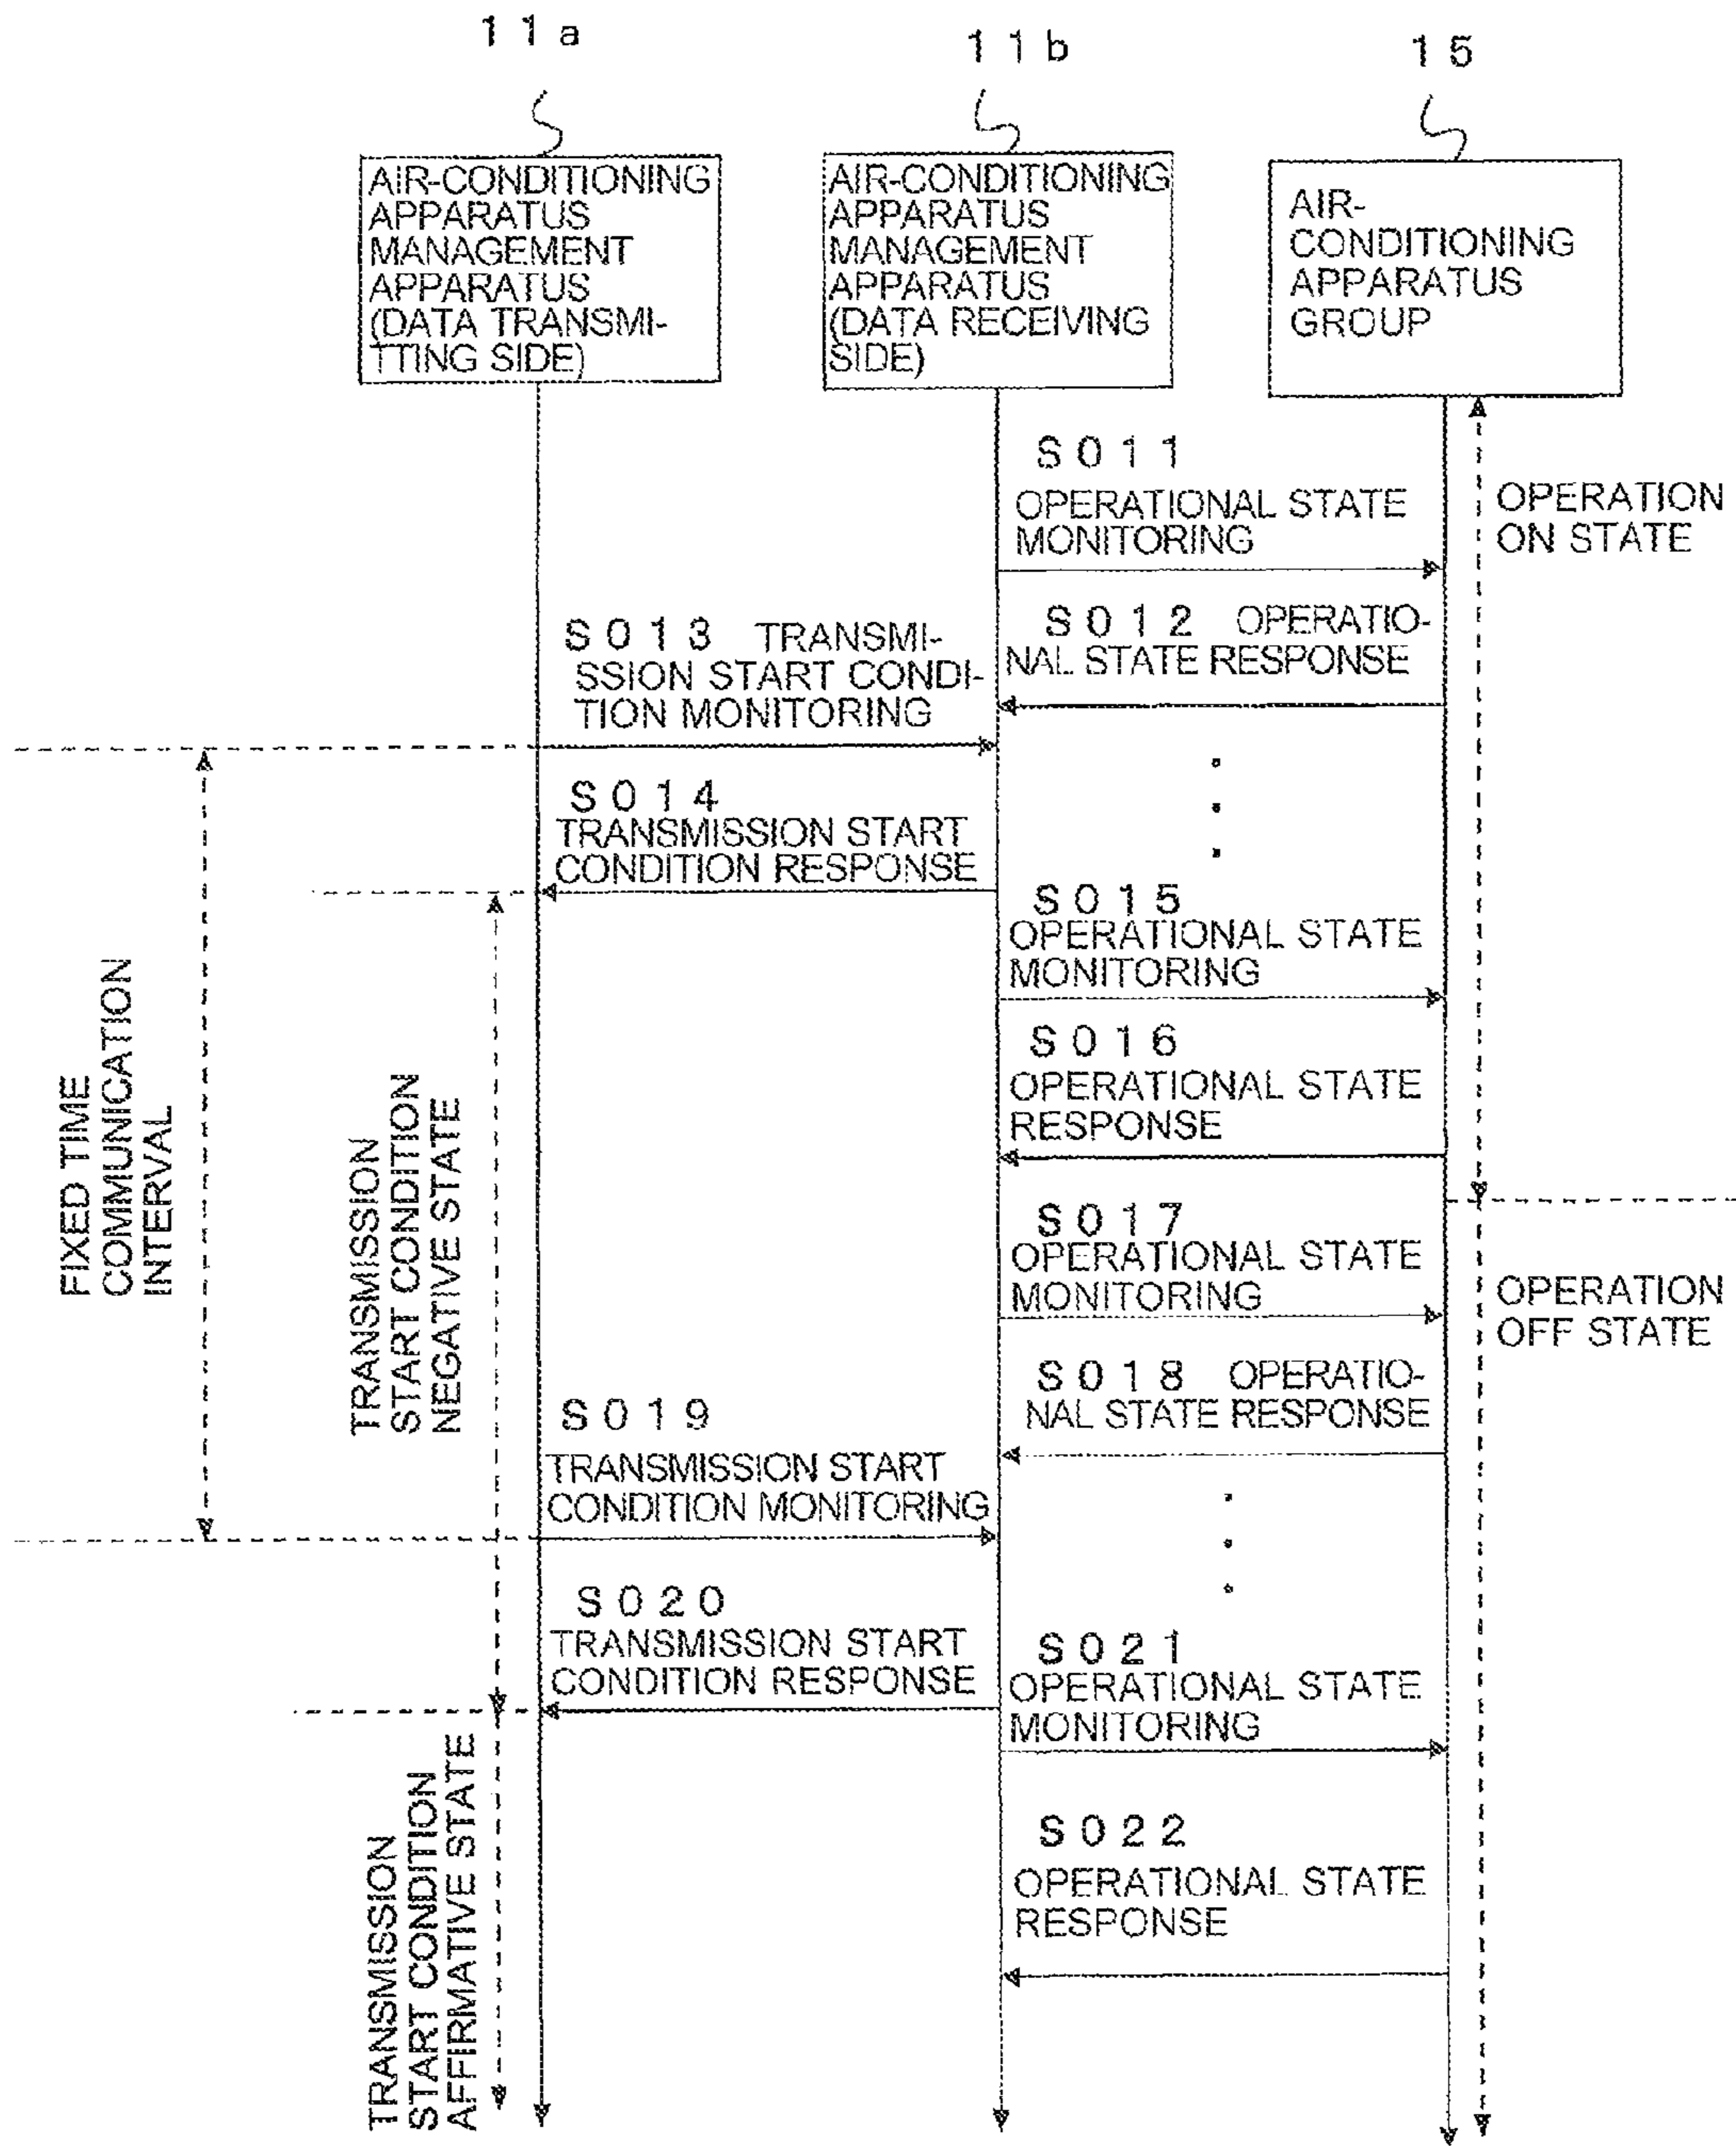 11a
11b
15
AIR-CONDITIONING
APPARATUS
MANAGEMENT
APPARATUS
(DATA TRANSMI-
TTING SIDE)
AIR-CONDITIONING
APPARATUS
MANAGEMENT
APPARATUS
(DATA RECEIVING
SIDE)
AIR-
CONDITIONING
APPARATUS
GROUP
S011
OPERATIONAL STATE
MONITORING
OPERATION
ON STATE
S012 OPERATIO-
NAL STATE RESPONSE
S013 TRANSMI-
SSION START CONDI-
TION MONITORING
S014
TRANSMISSION START
CONDITION RESPONSE
S015
OPERATIONAL STATE
MONITORING
S016
OPERATIONAL STATE
RESPONSE
FIXED TIME
COMMUNICATION
INTERVAL
TRANSMISSION
START CONDITION
NEGATIVE STATE
S017
OPERATIONAL STATE
MONITORING
OPERATION
OFF STATE
S018 OPERATIO-
NAL STATE RESPONSE
S019
TRANSMISSION START
CONDITION MONITORING
S020
TRANSMISSION START
CONDITION RESPONSE
S021
OPERATIONAL STATE
MONITORING
TRANSMISSION
START CONDITION
AFFIRMATIVE STATE
S022
OPERATIONAL STATE
RESPONSE